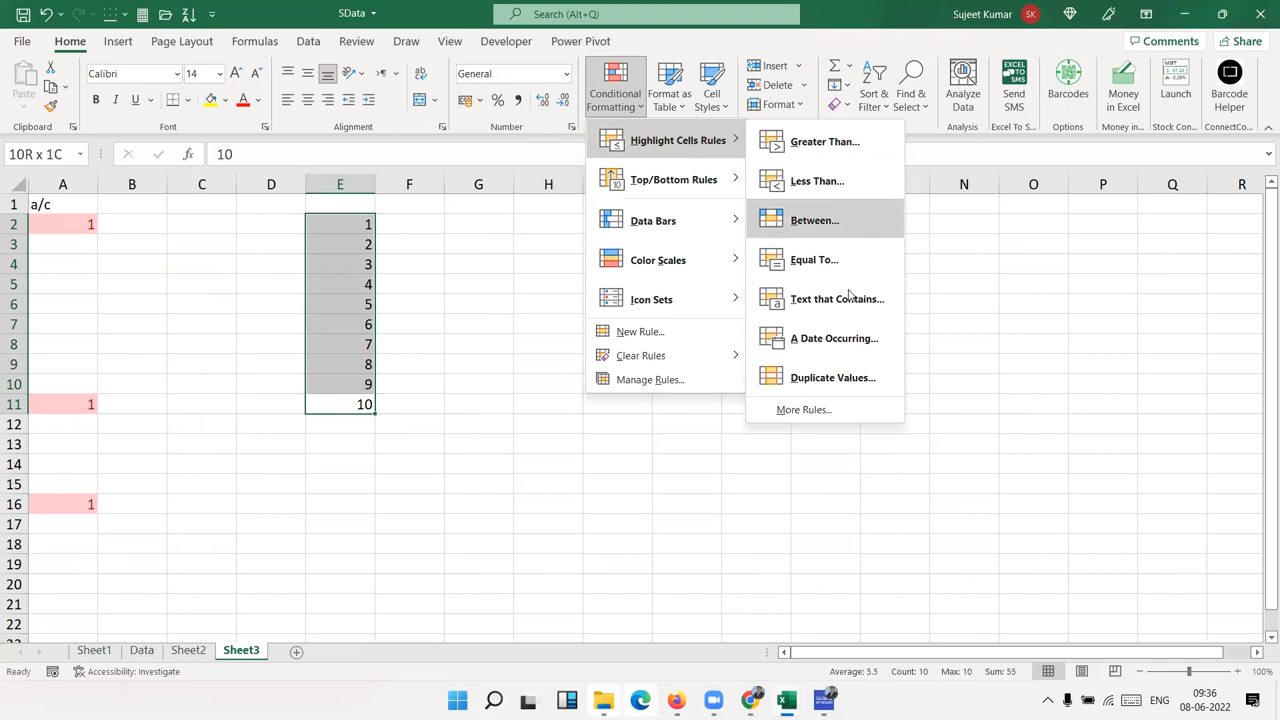 SData
Search (Alt+Q)
Sujeet Kumar
SK
File
Home
Insert
Page Layout
Formulas
Data
Review
View
Draw
Developer
Power Pivot
Comments
Share
Paste
Calibri
14
B I U
General
Conditional
Formatting
Format as
Table
Cell
Styles
Insert
Delete
Format
Sort &
Filter
Find &
Select
Analyze
Data
Excel to SMS
Send
SMS
Barcodes
Money
in Excel
MSFT
Launch
Barcode
Helper
Clipboard
Font
Alignment
Number
Analysis
Excel To S...
Money in...
Stock Con...
ConnectCo...
10R x 1C
fx
10
Highlight Cells Rules
Top/Bottom Rules
Data Bars
Color Scales
Icon Sets
New Rule...
Clear Rules
Manage Rules...
Greater Than...
Less Than...
Between...
Equal To...
Text that Contains...
A Date Occurring...
Duplicate Values...
More Rules...
A B C D E F G H N O P Q R
1 a/c
2 1 1
3 2
4 3
5 4
6 5
7 6
8 7
9 8
10 9
11 1 10
12
13
14
15
16 1
17
18
19
20
21
22
Sheet1
Data
Sheet2
Sheet3
Ready
Accessibility: Investigate
Average: 5.5
Count: 10
Max: 10
Sum: 55
100%
ENG
09:36
08-06-2022